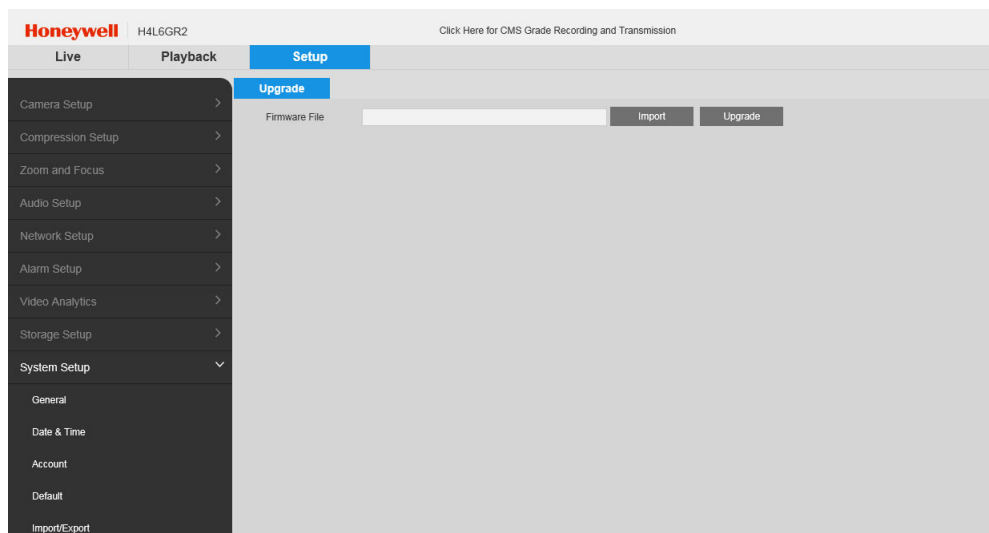 Honeywell H4L6GR2 Click Here for CMS Grade Recording and Transmission
Live Playback Setup
Upgrade
Firmware File Import Upgrade
Camera Setup
Compression Setup
Zoom and Focus
Audio Setup
Network Setup
Alarm Setup
Video Analytics
Storage Setup
System Setup
General
Date & Time
Account
Default
Import/Export